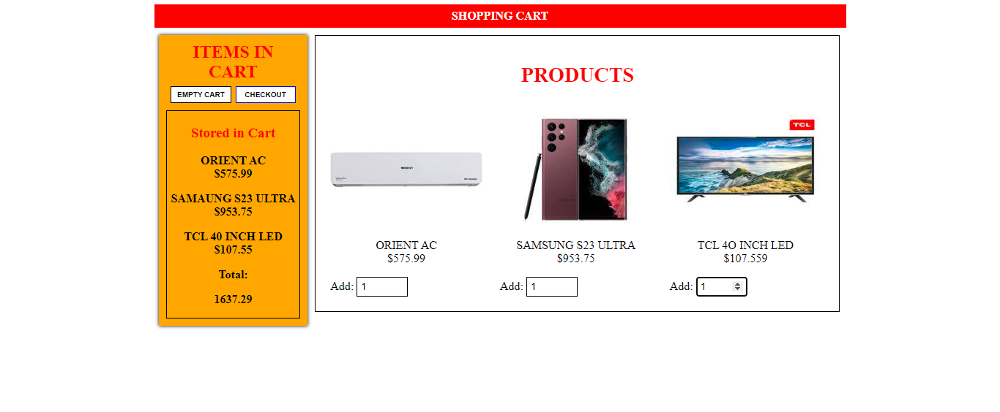 SHOPPING CART
ITEMS IN
CART
EMPTY CART
CHECKOUT
Stored in Cart
ORIENT AC
$575.99
SAMAUNG S23 ULTRA
$953.75
TCL 40 INCH LED
$107.55
Total:
1637.29
PRODUCTS
ORIENT
TCL
ORIENT AC
$575.99
SAMSUNG S23 ULTRA
$953.75
TCL 4O INCH LED
$107.559
Add: 1
Add: 1
Add: 1